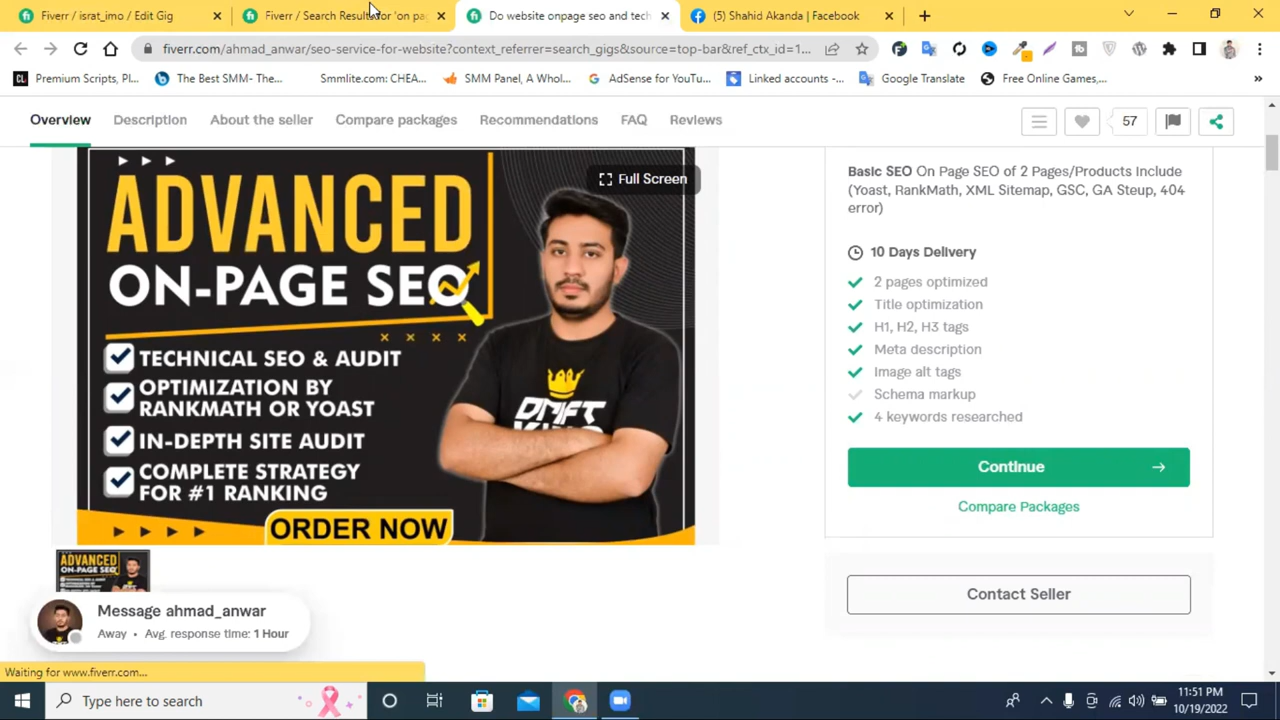 Fiverr / israt_imo / Edit Gig
Fiverr / Search Results for 'on pa
Do website onpage seo and tech
(5) Shahid Akanda | Facebook
fiverr.com/ahmad_anwar/seo-service-for-website?context_referrer=search_gigs&source=top-bar&ref_ctx_id=1...
Premium Scripts, Pl...
The Best SMM- The...
Smmlite.com: CHEA...
SMM Panel, A Whol...
AdSense for YouTu...
Linked accounts -...
Google Translate
Free Online Games,...
»
Overview
Description
About the seller
Compare packages
Recommendations
FAQ
Reviews
57
Full Screen
ADVANCED
ON-PAGE SEO
TECHNICAL SEO & AUDIT
OPTIMIZATION BY
RANKMATH OR YOAST
IN-DEPTH SITE AUDIT
COMPLETE STRATEGY
FOR #1 RANKING
ORDER NOW
Basic SEO On Page SEO of 2 Pages/Products Include
(Yoast, RankMath, XML Sitemap, GSC, GA Steup, 404
error)
10 Days Delivery
2 pages optimized
Title optimization
H1, H2, H3 tags
Meta description
Image alt tags
Schema markup
4 keywords researched
Continue
Compare Packages
Contact Seller
Message ahmad_anwar
Away • Avg. response time: 1 Hour
Waiting for www.fiverr.com...
Type here to search
11:51 PM
10/19/2022